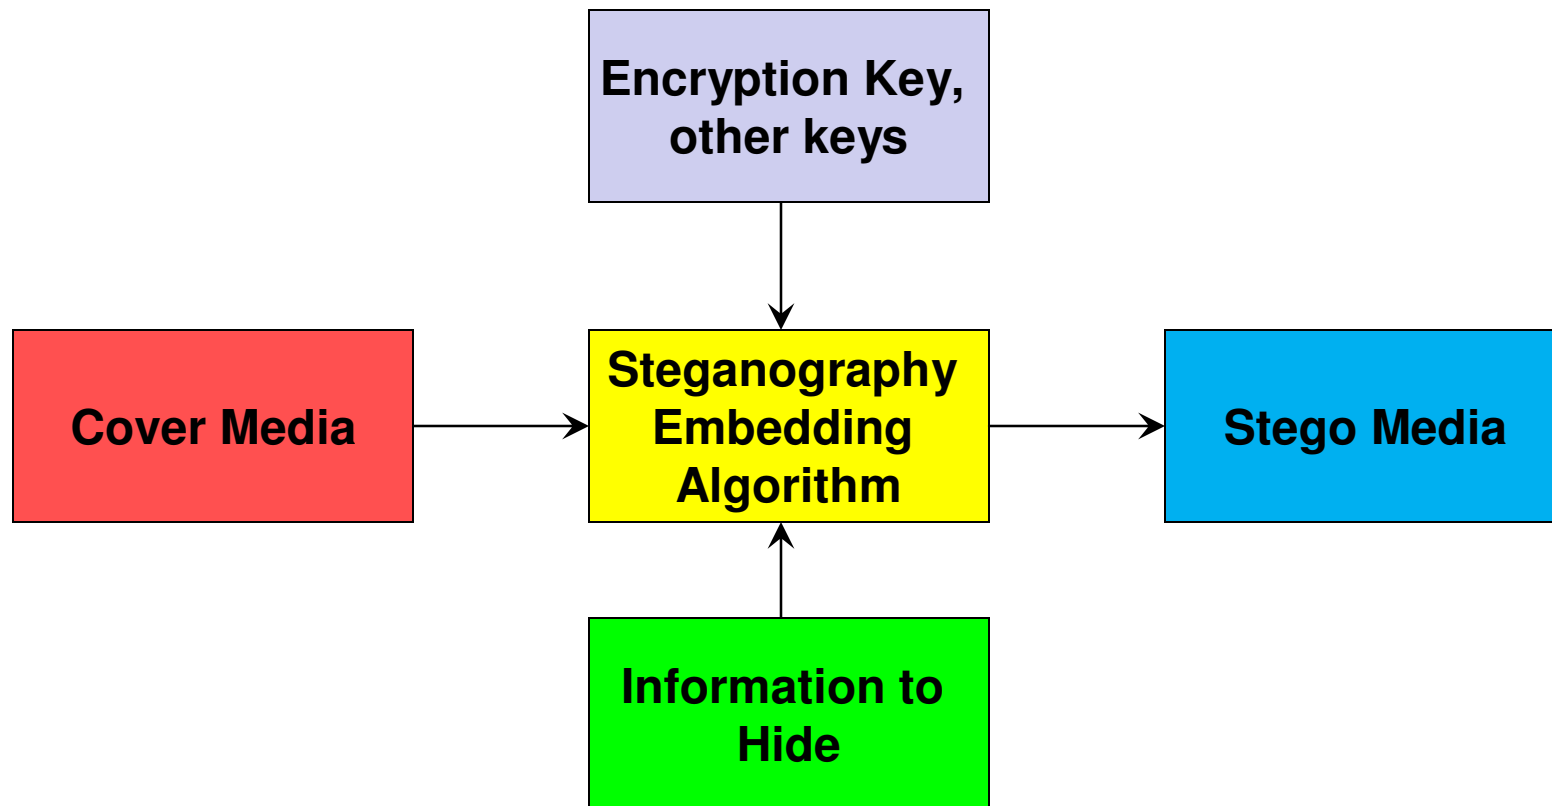 Encryption Key,
other keys
Cover Media
Steganography
Embedding
Algorithm
Stego Media
Information to
Hide